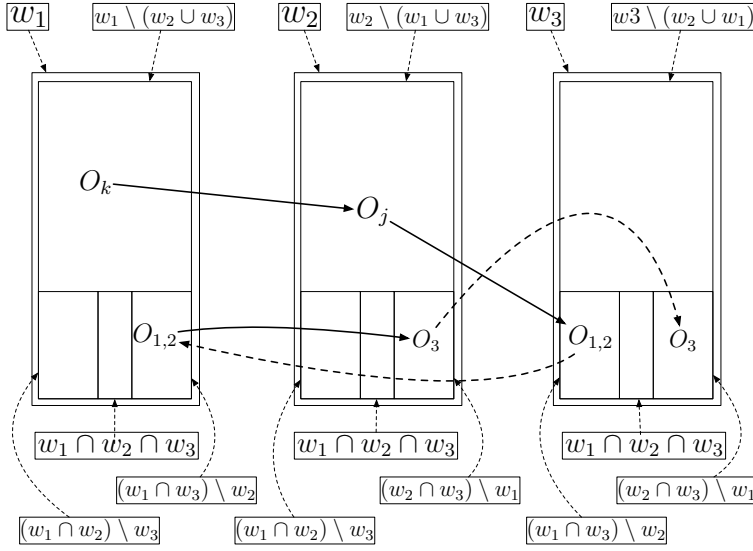 w₁ w₁ \ (w₂ ∪ w₃) w₂ w₂ \ (w₁ ∪ w₃) w₃ w3 \ (w₂ ∪ w₁)
Oₖ Oⱼ
O₁,₂ O₃ O₁,₂ O₃
w₁ ∩ w₂ ∩ w₃ w₁ ∩ w₂ ∩ w₃ w₁ ∩ w₂ ∩ w₃
(w₁ ∩ w₃) \ w₂ (w₂ ∩ w₃) \ w₁ (w₂ ∩ w₃) \ w₁
(w₁ ∩ w₂) \ w₃ (w₁ ∩ w₂) \ w₃ (w₁ ∩ w₃) \ w₂